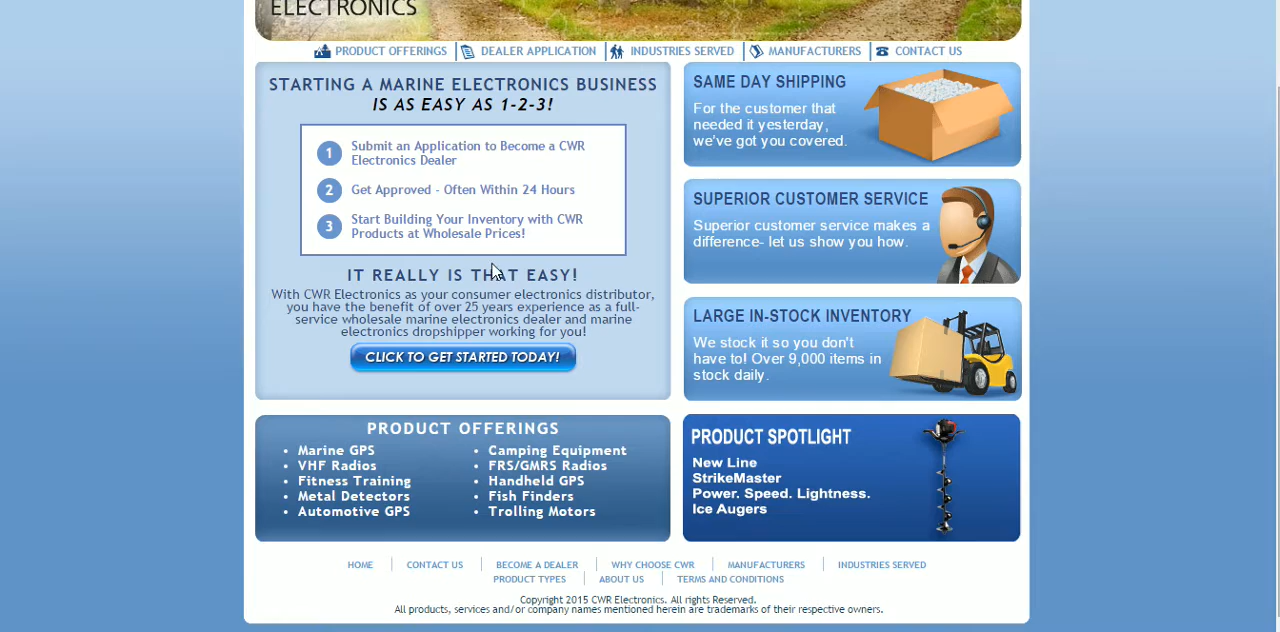 ELECTRONICS
PRODUCT OFFERINGS
DEALER APPLICATION
INDUSTRIES SERVED
MANUFACTURERS
CONTACT US
STARTING A MARINE ELECTRONICS BUSINESS
IS AS EASY AS 1-2-3!
1
Submit an Application to Become a CWR
Electronics Dealer
2
Get Approved - Often Within 24 Hours
3
Start Building Your Inventory with CWR
Products at Wholesale Prices!
IT REALLY IS THAT EASY!
With CWR Electronics as your consumer electronics distributor,
you have the benefit of over 25 years experience as a full-
service wholesale marine electronics dealer and marine
electronics dropshipper working for you!
CLICK TO GET STARTED TODAY!
SAME DAY SHIPPING
For the customer that
needed it yesterday,
we've got you covered.
SUPERIOR CUSTOMER SERVICE
Superior customer service makes a
difference- let us show you how.
LARGE IN-STOCK INVENTORY
We stock it so you don't
have to! Over 9,000 items in
stock daily.
PRODUCT OFFERINGS
• Marine GPS
• VHF Radios
• Fitness Training
• Metal Detectors
• Automotive GPS
• Camping Equipment
• FRS/GMRS Radios
• Handheld GPS
• Fish Finders
• Trolling Motors
PRODUCT SPOTLIGHT
New Line
StrikeMaster
Power. Speed. Lightness.
Ice Augers
HOME
CONTACT US
BECOME A DEALER
WHY CHOOSE CWR
MANUFACTURERS
INDUSTRIES SERVED
PRODUCT TYPES
ABOUT US
TERMS AND CONDITIONS
Copyright 2015 CWR Electronics. All rights Reserved.
All products, services and/or company names mentioned herein are trademarks of their respective owners.